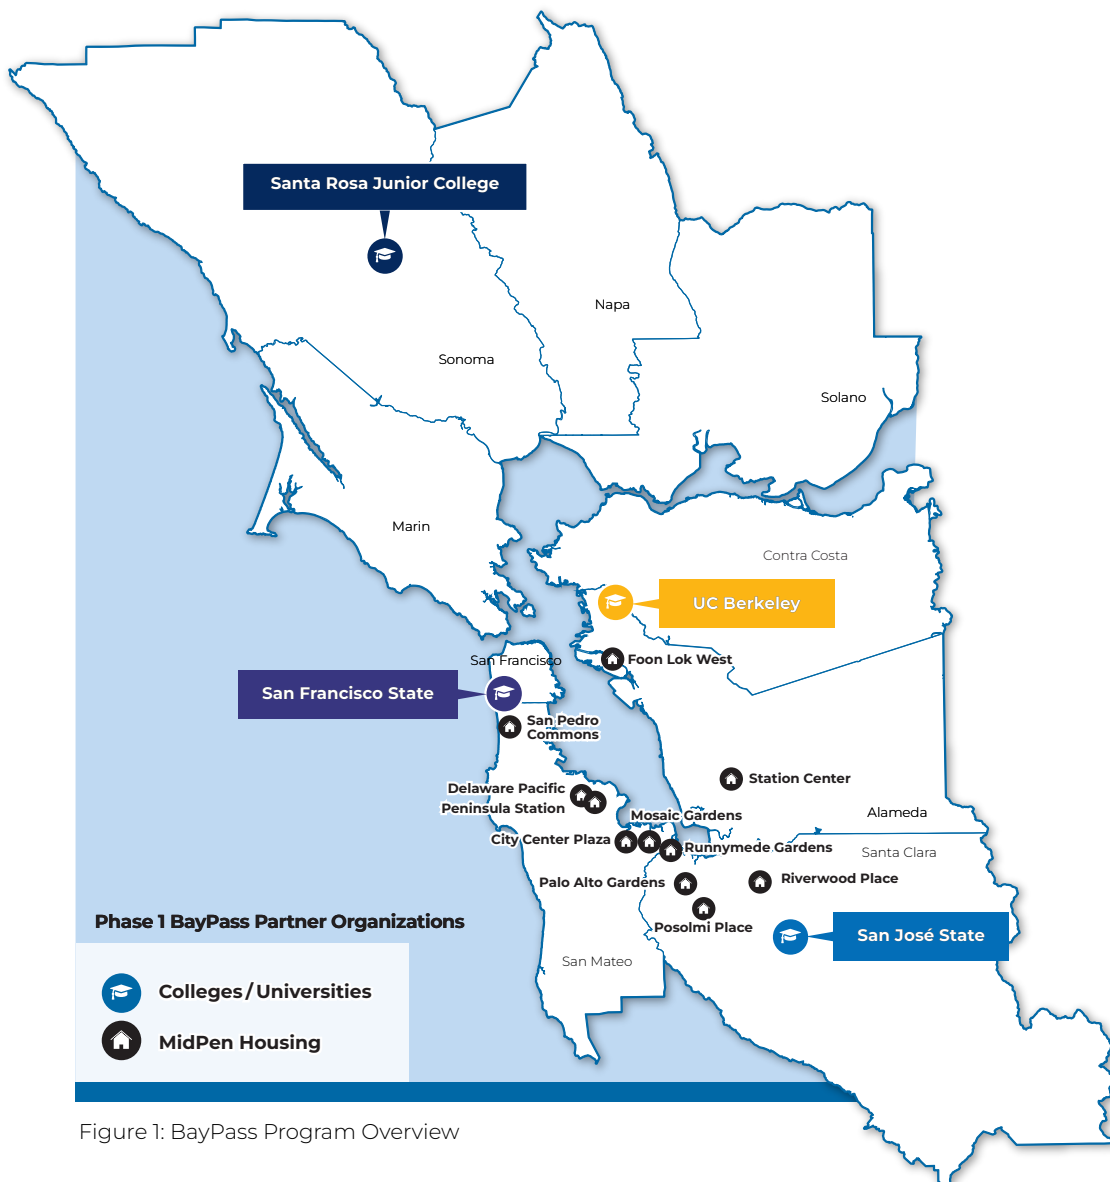 Santa Rosa Junior College
Napa
Sonoma
Solano
Marin
Contra Costa
UC Berkeley
San Francisco
Foon Lok West
San Francisco State
San Pedro
Commons
Station Center
Delaware Pacific
Peninsula Station
Mosaic Gardens
Alameda
City Center Plaza
Runnymede Gardens
Santa Clara
Palo Alto Gardens
Riverwood Place
Posolmi Place
San José State
San Mateo
Phase 1 BayPass Partner Organizations
Colleges/Universities
MidPen Housing
Figure 1: BayPass Program Overview